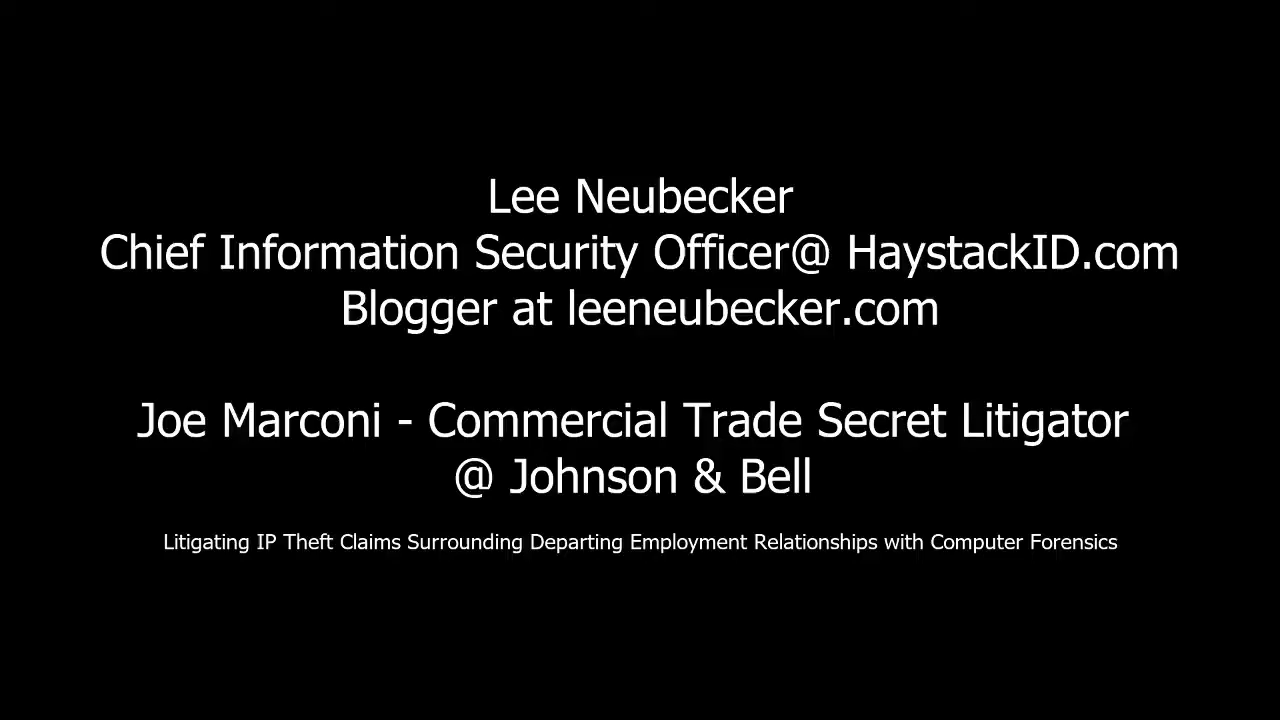 Lee Neubecker
Chief Information Security Officer@ HaystackID.com
Blogger at leeneubecker.com
Joe Marconi - Commercial Trade Secret Litigator
@ Johnson & Bell
Litigating IP Theft Claims Surrounding Departing Employment Relationships with Computer Forensics